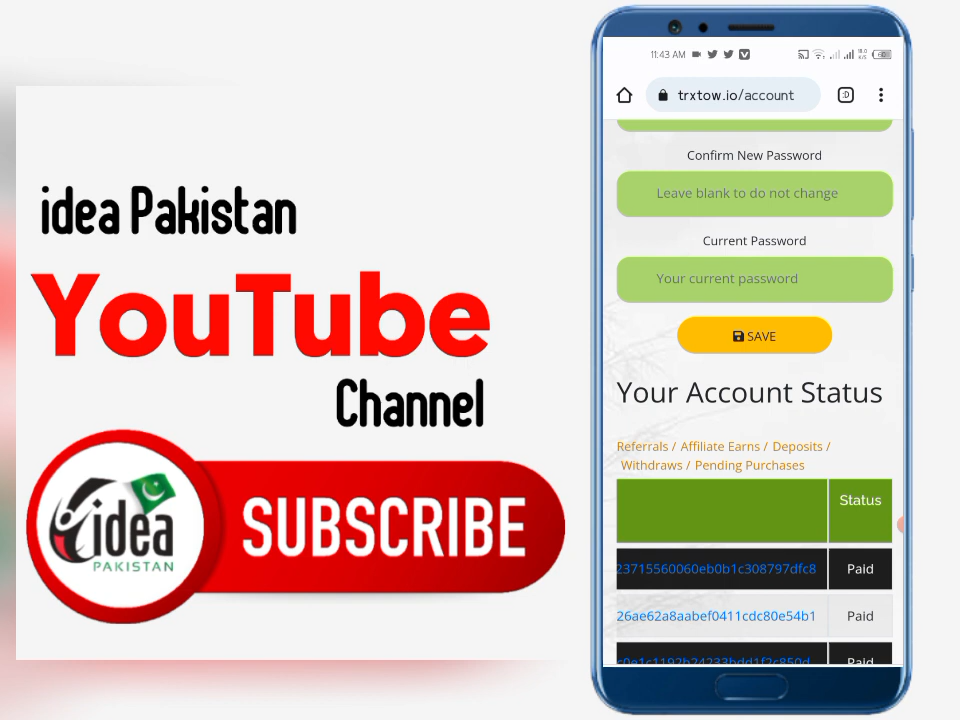 idea Pakistan
YouTube
Channel
idea
PAKISTAN
SUBSCRIBE
11:43 AM
trxtow.io/account
Confirm New Password
Leave blank to do not change
Current Password
Your current password
SAVE
Your Account Status
Referrals / Affiliate Earns / Deposits /
Withdraws / Pending Purchases
Status
23715560060eb0b1c308797dfc8 Paid
26ae62a8aabef0411cdc80e54b1 Paid
Paid